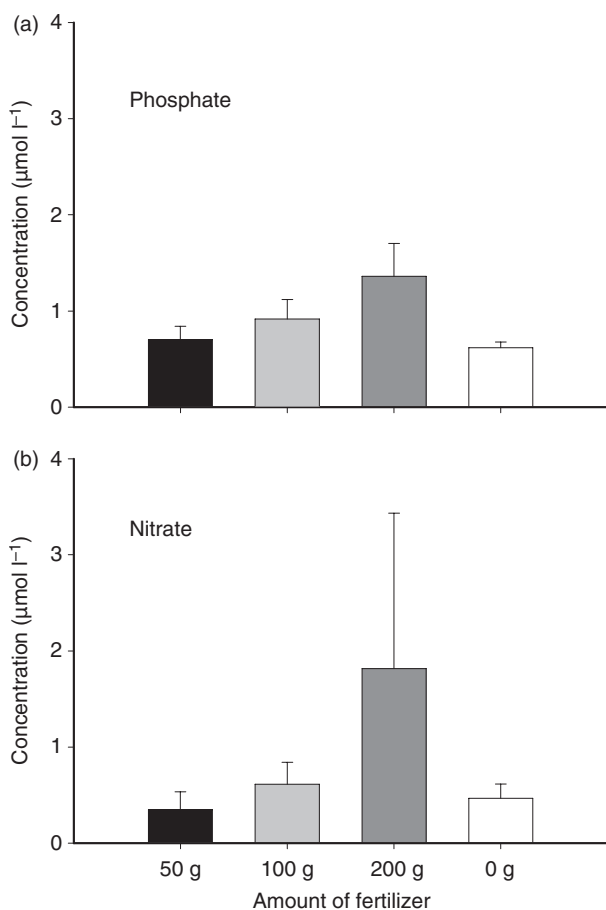 (a)
4
3
2
1
0
Concentration (µmol l⁻¹)
Phosphate
(b)
4
3
2
1
0
Concentration (µmol l⁻¹)
Nitrate
50 g 100 g 200 g 0 g
Amount of fertilizer